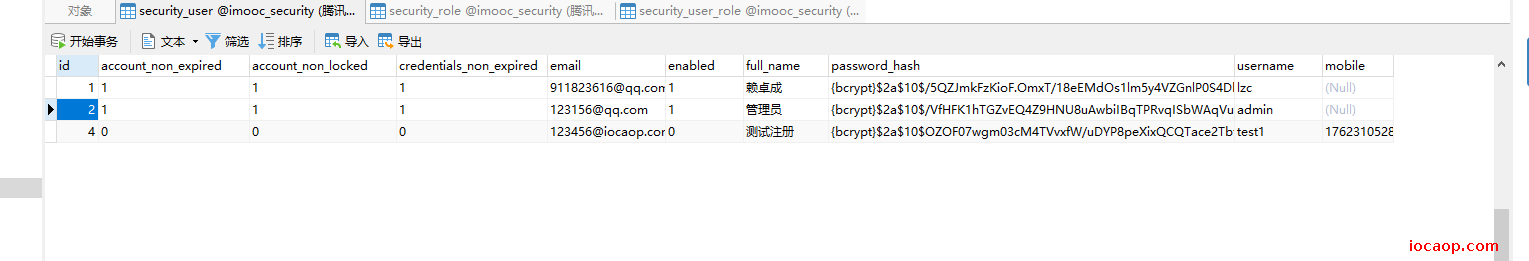 对象 security_user @imooc_security (腾讯... security_role @imooc_security (腾讯... security_user_role @imooc_security (...
开始事务 文本 筛选 排序 导入 导出
id account_non_expired account_non_locked credentials_non_expired email enabled full_name password_hash username mobile
1 1 1 1 911823616@qq.com 1 赖卓成 {bcrypt}$2a$10$/5QZJmkFzKioF.OmxT/18eEMdOs1lm5y4VZGnlP0S4Dl lzc (Null)
2 1 1 1 123156@qq.com 1 管理员 {bcrypt}$2a$10$/VfHFK1hTGZvEQ4Z9HNU8uAwbiIBqTPRvqISbWAqVu admin (Null)
4 0 0 0 123456@iocaop.com 0 测试注册 {bcrypt}$2a$10$OZOF07wgm03cM4TVvxfW/uDYP8peXixQCQTace2Tb test1 1762310528
iocaop.com